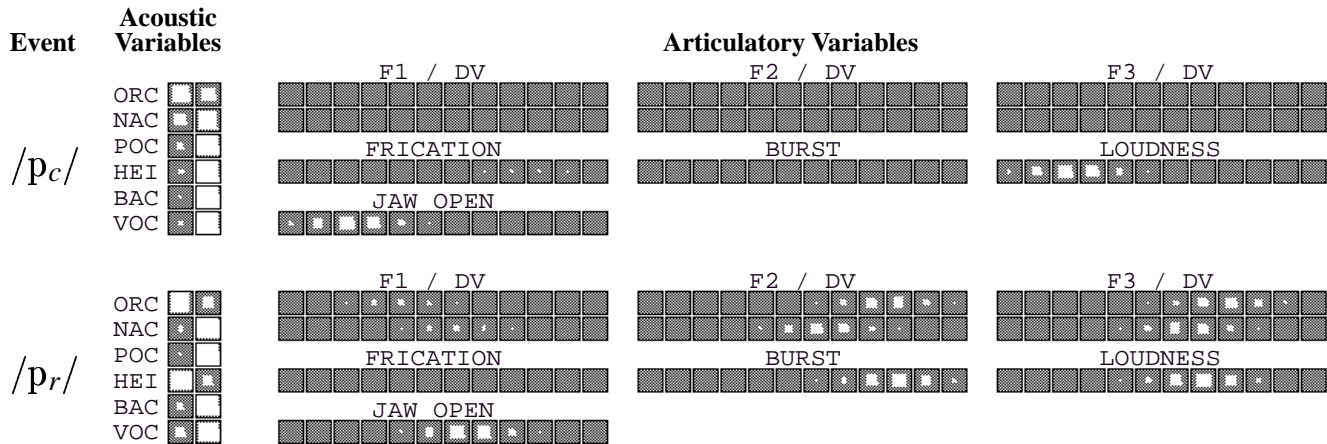 Event Acoustic Variables Articulatory Variables
F1 / DV F2 / DV F3 / DV
ORC
NAC
POC FRICATION BURST LOUDNESS
/pc/ HEI
BAC JAW OPEN
VOC
F1 / DV F2 / DV F3 / DV
ORC
NAC
POC FRICATION BURST LOUDNESS
/pr/ HEI
BAC JAW OPEN
VOC